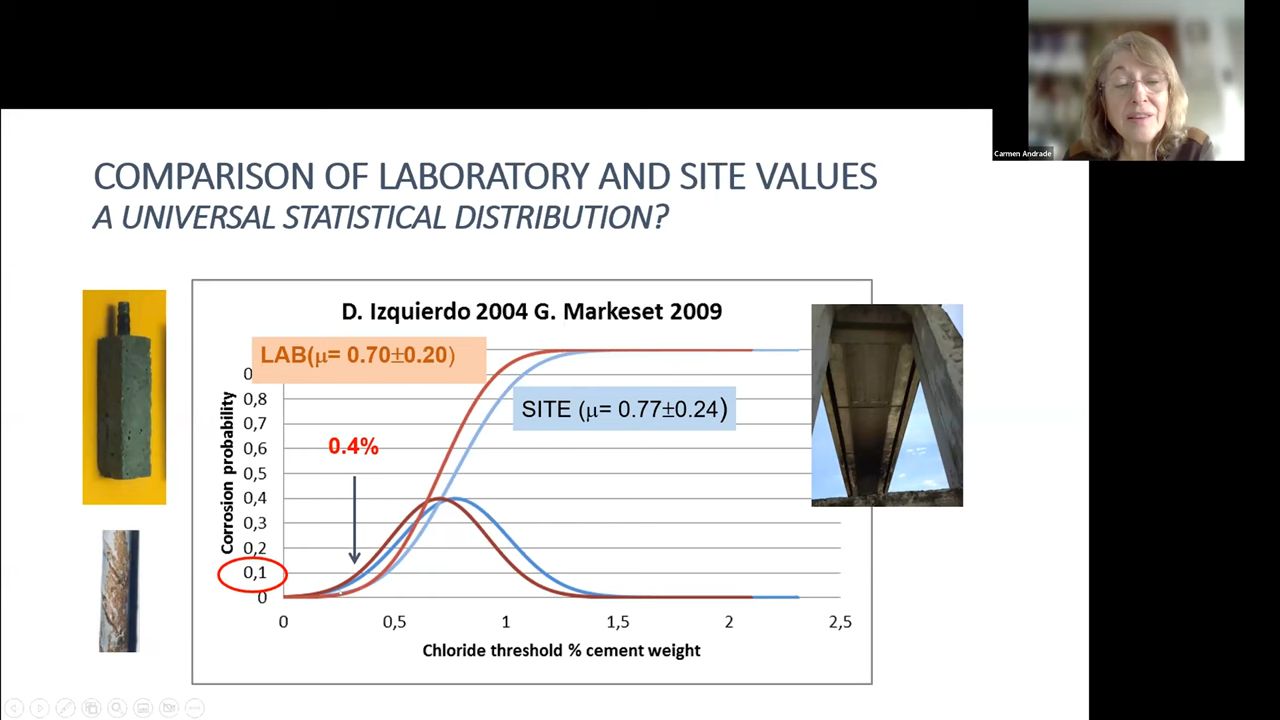 Carmen Andrade
COMPARISON OF LABORATORY AND SITE VALUES
A UNIVERSAL STATISTICAL DISTRIBUTION?
D. Izquierdo 2004 G. Markeset 2009
LAB(μ= 0.70±0.20)
SITE (μ= 0.77±0.24)
0.4%
Corrosion probability
0,8
0,7
0,6
0,5
0,4
0,3
0,2
0,1
0
0 0,5 1 1,5 2 2,5
Chloride threshold % cement weight